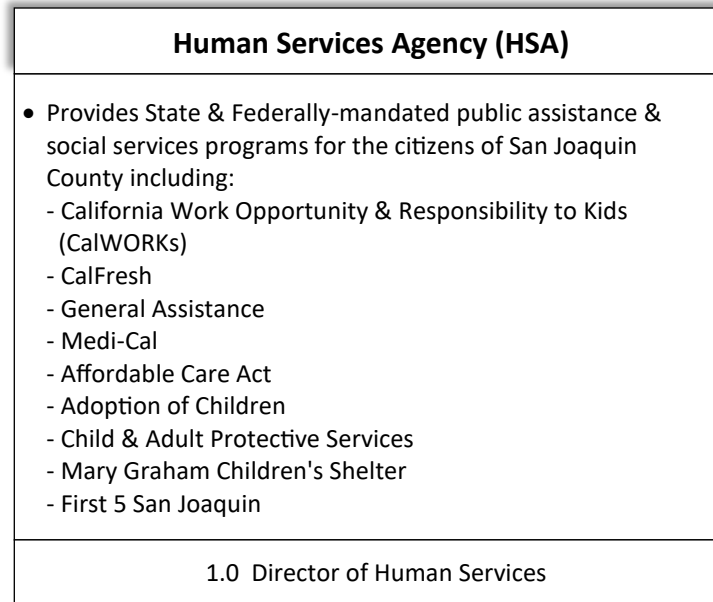 Human Services Agency (HSA)
• Provides State & Federally-mandated public assistance &
social services programs for the citizens of San Joaquin
County including:
- California Work Opportunity & Responsibility to Kids
(CalWORKs)
- CalFresh
- General Assistance
- Medi-Cal
- Affordable Care Act
- Adoption of Children
- Child & Adult Protective Services
- Mary Graham Children's Shelter
- First 5 San Joaquin
1.0 Director of Human Services